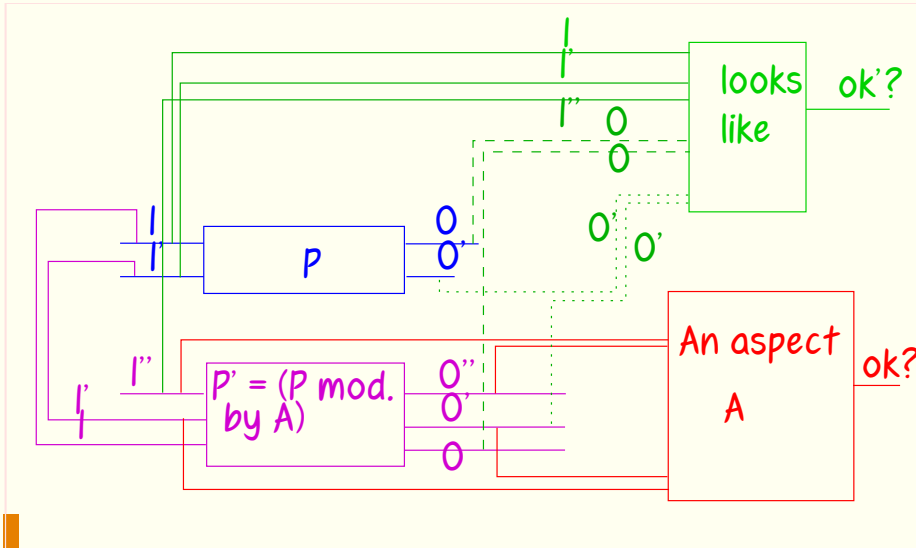 I
I'
I''
O
O
looks
like
ok'?
I
I'
P
O
O'
O'
O'
An aspect
A
ok?
I''
I'
I
P' = (P mod.
by A)
O''
O'
O